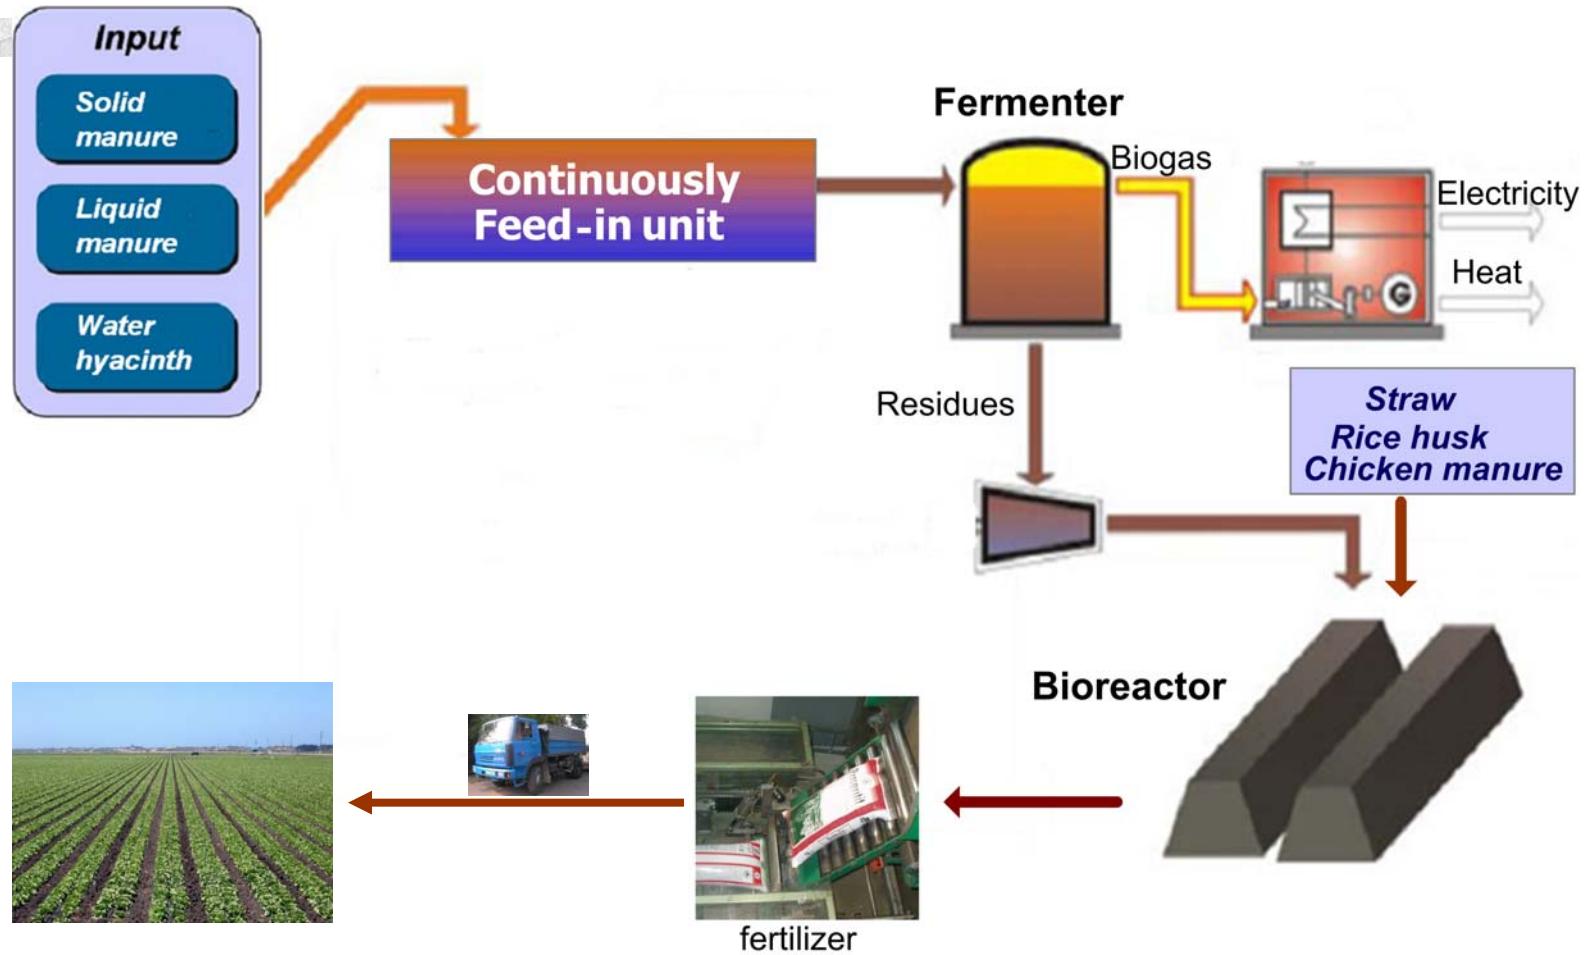 Input
Solid
manure
Liquid
manure
Water
hyacinth
Continuously
Feed-in unit
Fermenter
Biogas
Electricity
Heat
G
Residues
Straw
Rice husk
Chicken manure
Bioreactor
fertilizer